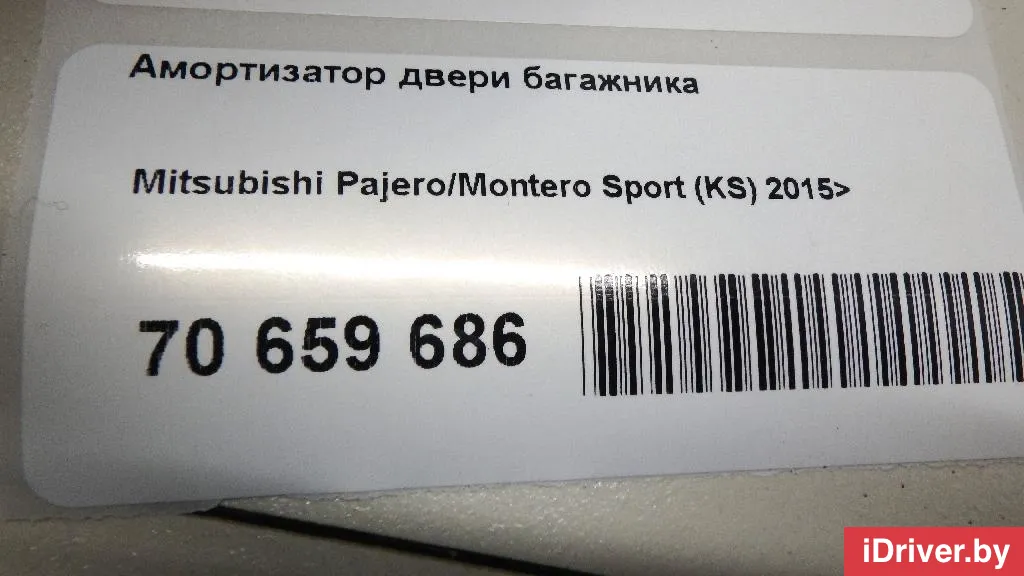 Амортизатор двери багажника
Mitsubishi Pajero/Montero Sport (KS) 2015>
70 659 686
iDriver.by